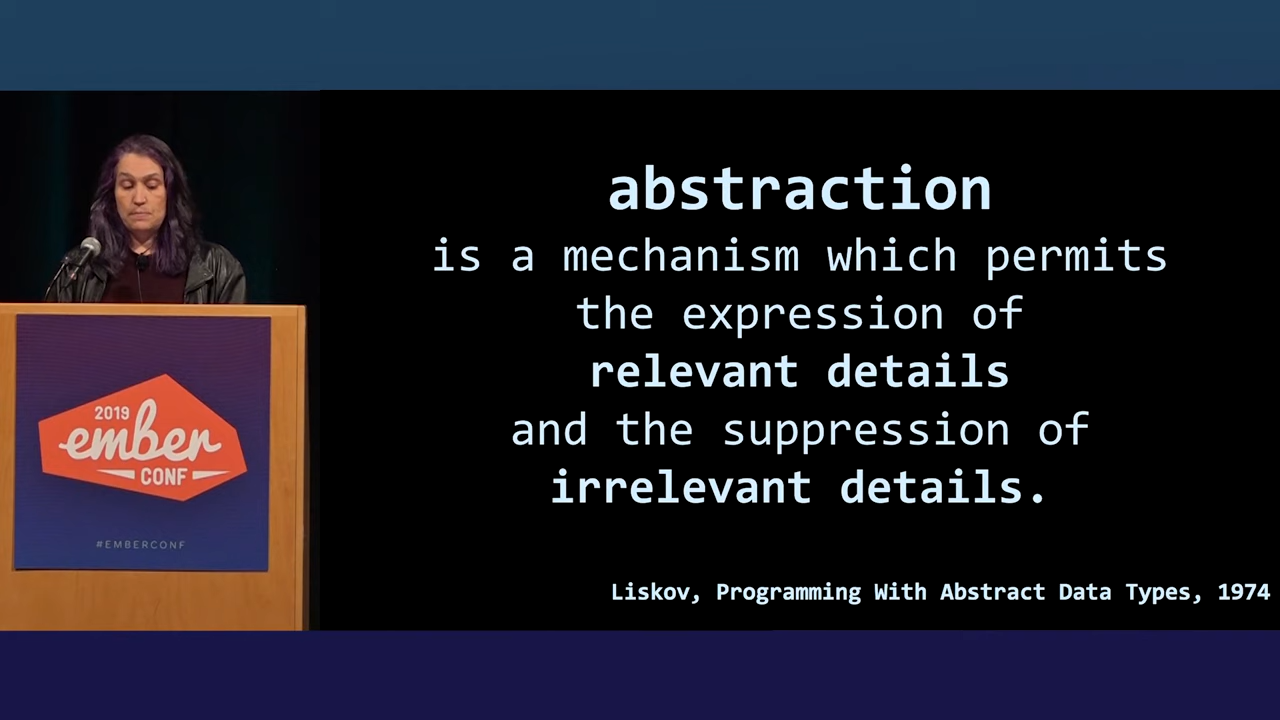 abstraction
is a mechanism which permits
the expression of
relevant details
and the suppression of
irrelevant details.
Liskov, Programming With Abstract Data Types, 1974
2019
ember
CONF
#EMBERCONF